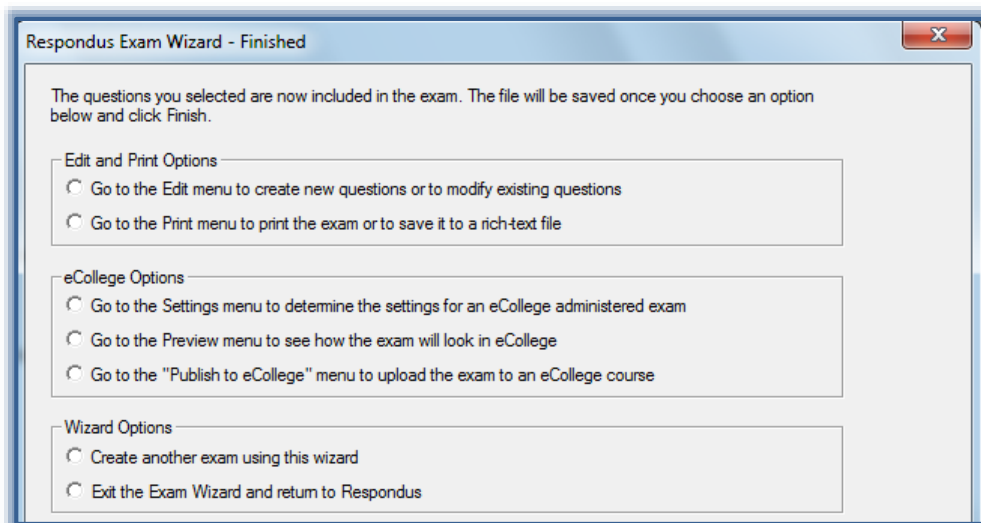 Respondus Exam Wizard - Finished
The questions you selected are now included in the exam. The file will be saved once you choose an option
below and click Finish.
Edit and Print Options
Go to the Edit menu to create new questions or to modify existing questions
Go to the Print menu to print the exam or to save it to a rich-text file
eCollege Options
Go to the Settings menu to determine the settings for an eCollege administered exam
Go to the Preview menu to see how the exam will look in eCollege
Go to the "Publish to eCollege" menu to upload the exam to an eCollege course
Wizard Options
Create another exam using this wizard
Exit the Exam Wizard and return to Respondus